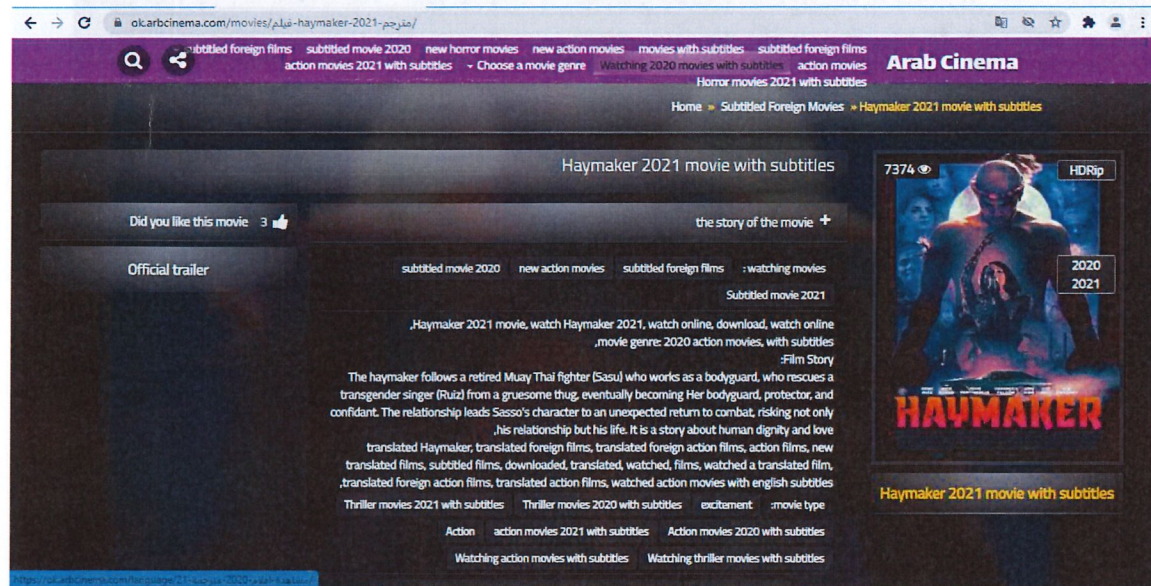 ok.arbcinema.com/movies/فيلم-haymaker-2021-مترجم/
subtitled foreign films subtitled movie 2020 new horror movies new action movies movies with subtitles subtitled foreign films
action movies 2021 with subtitles Choose a movie genre Watching 2020 movies with subtitles action movies
Horror movies 2021 with subtitles
Arab Cinema
Home » Subtitled Foreign Movies » Haymaker 2021 movie with subtitles
Haymaker 2021 movie with subtitles
7374
HDRip
2020
2021
HAYMAKER
Haymaker 2021 movie with subtitles
Did you like this movie 3
the story of the movie +
Official trailer
subtitled movie 2020 new action movies subtitled foreign films :watching movies
Subtitled movie 2021
,Haymaker 2021 movie, watch Haymaker 2021, watch online, download, watch online
,movie genre: 2020 action movies, with subtitles
:Film Story
The haymaker follows a retired Muay Thai fighter (Sasu) who works as a bodyguard, who rescues a
transgender singer (Ruiz) from a gruesome thug, eventually becoming Her bodyguard, protector, and
confidant. The relationship leads Sasso's character to an unexpected return to combat, risking not only
,his relationship but his life. It is a story about human dignity and love
translated Haymaker, translated foreign films, translated foreign action films, action films, new
translated films, subtitled films, downloaded, translated, watched, films, watched a translated film,
,translated foreign action films, translated action films, watched action movies with english subtitles
Thriller movies 2021 with subtitles Thriller movies 2020 with subtitles excitement :movie type
Action action movies 2021 with subtitles Action movies 2020 with subtitles
Watching action movies with subtitles Watching thriller movies with subtitles